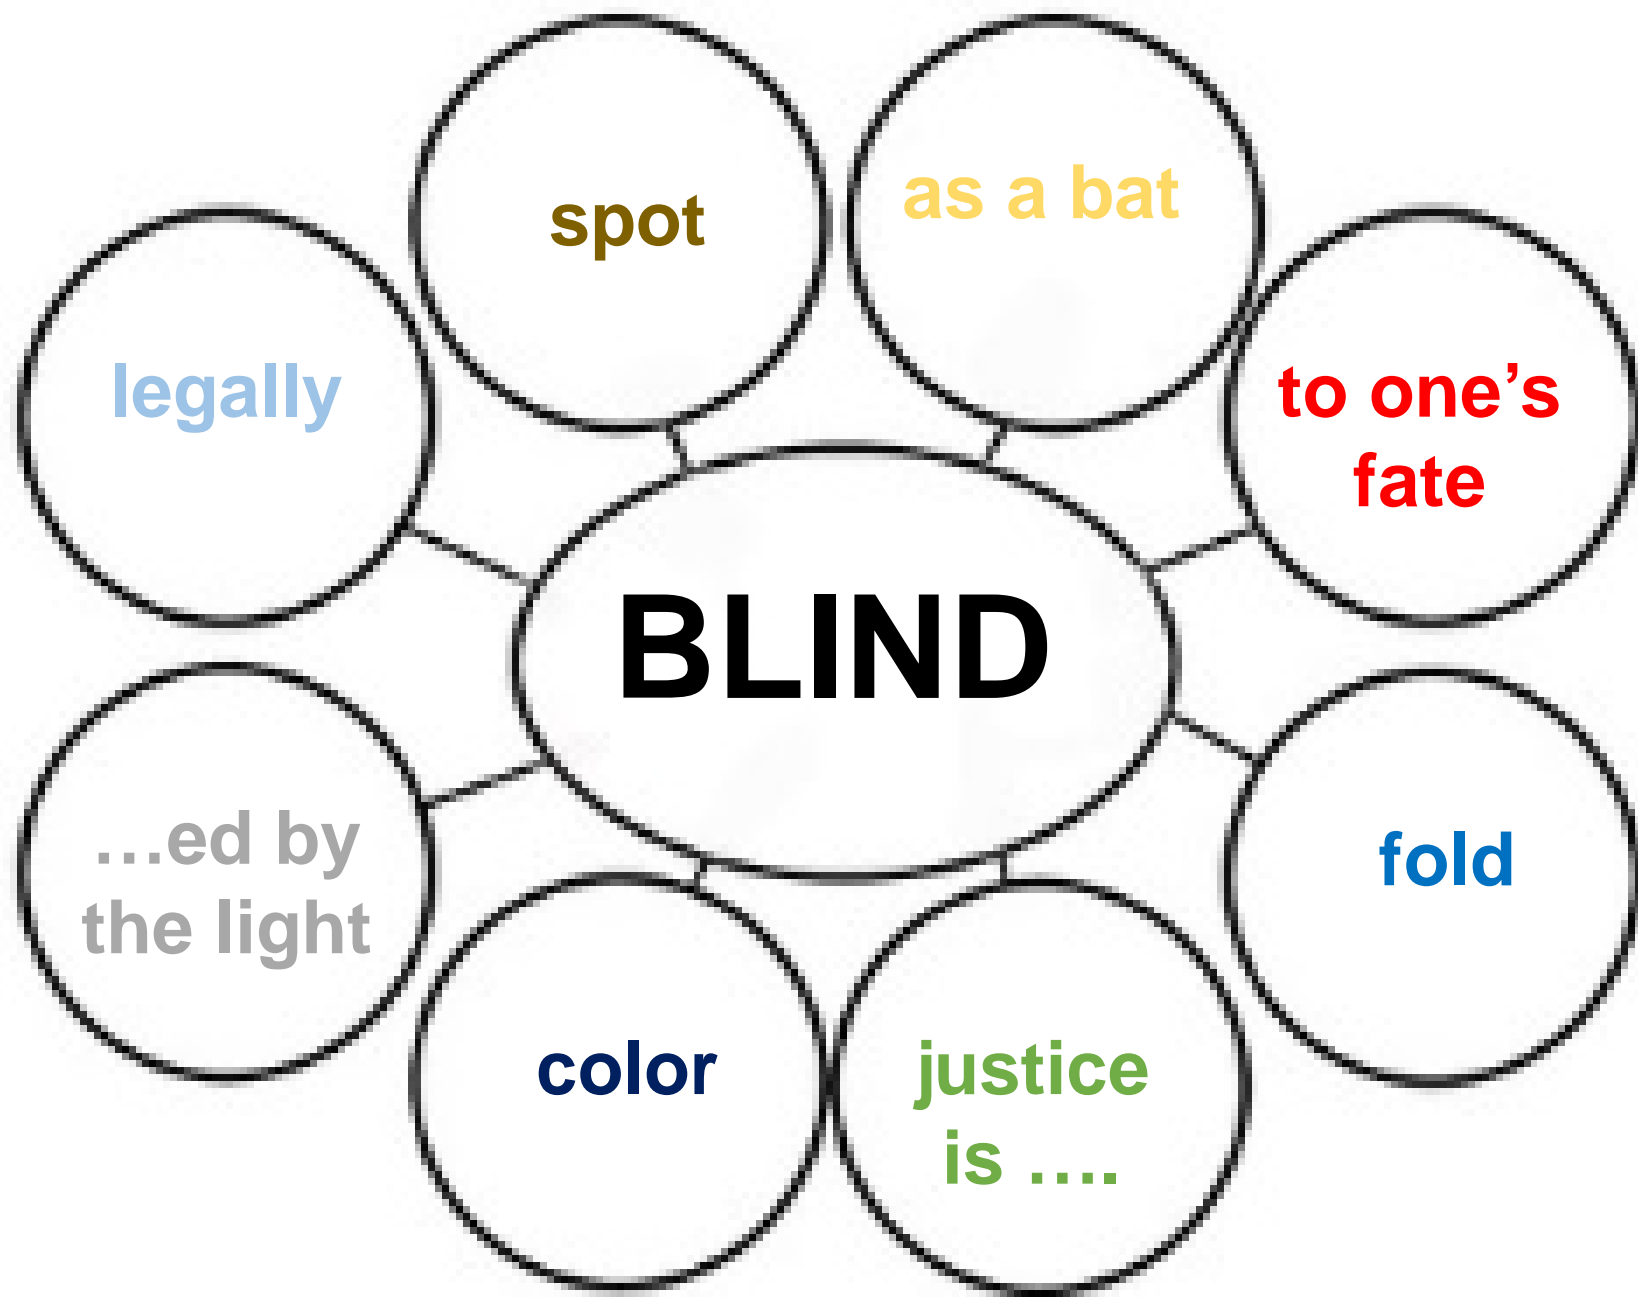 spot
as a bat
legally
to one’s
fate
BLIND
…ed by
the light
fold
color
justice
is ….